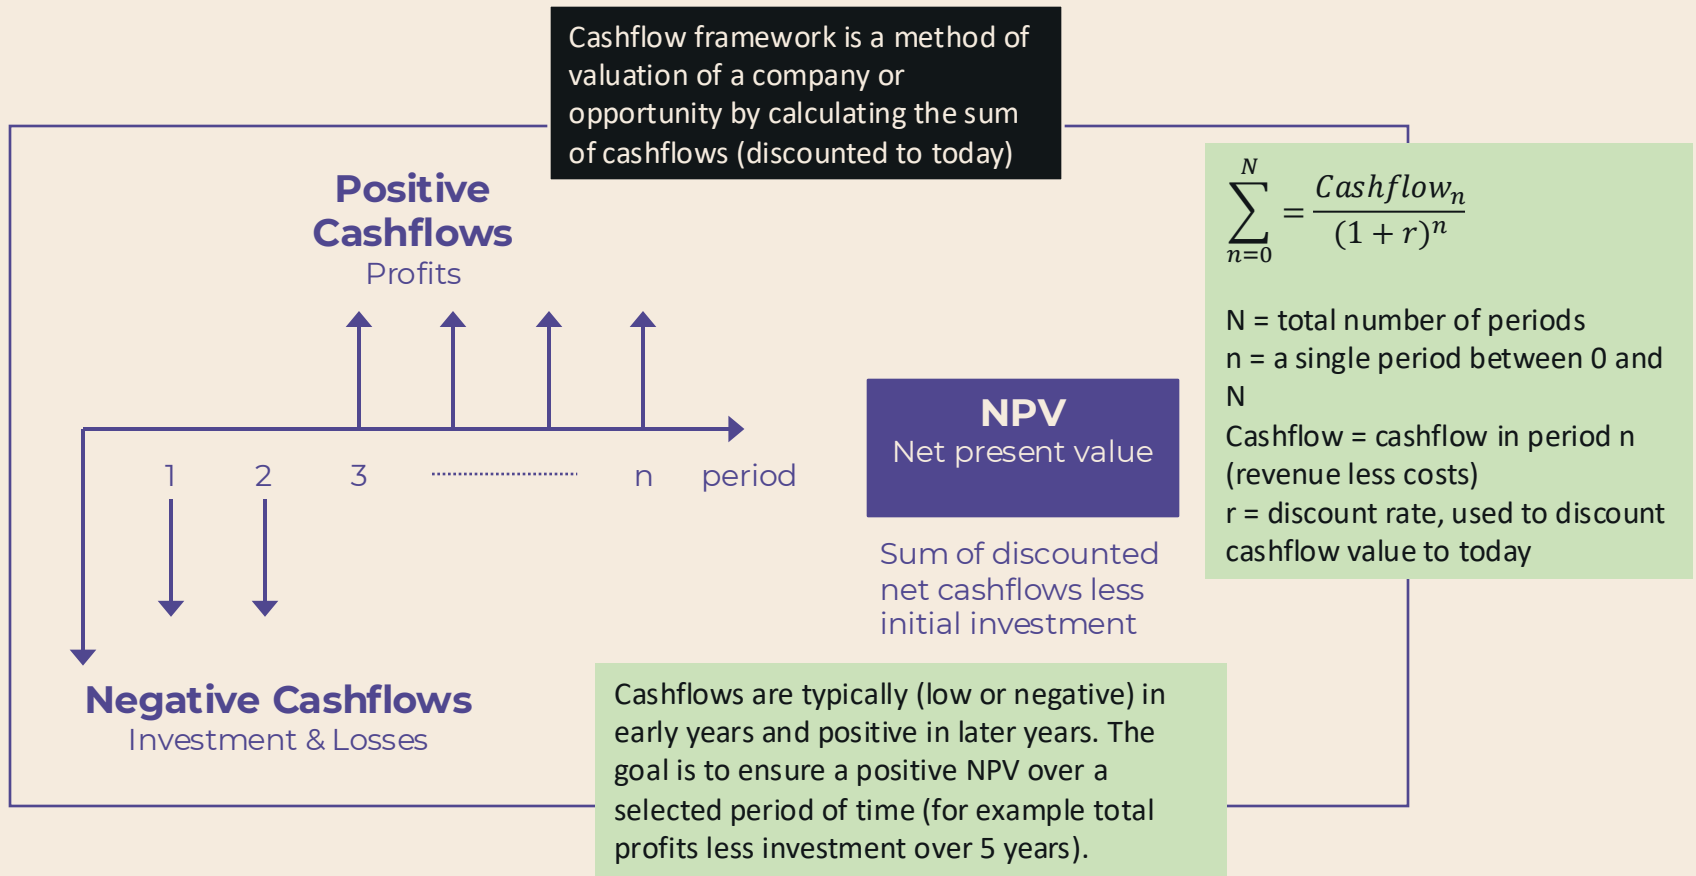 Cashflow framework is a method of
valuation of a company or
opportunity by calculating the sum
of cashflows (discounted to today)
Positive
Cashflows
Profits
1 2 3 ........................... n period
Negative Cashflows
Investment & Losses
NPV
Net present value
Sum of discounted
net cashflows less
initial investment
N
∑ = Cashflowₙ / (1 + r)ⁿ
n=0
N = total number of periods
n = a single period between 0 and
N
Cashflow = cashflow in period n
(revenue less costs)
r = discount rate, used to discount
cashflow value to today
Cashflows are typically (low or negative) in
early years and positive in later years. The
goal is to ensure a positive NPV over a
selected period of time (for example total
profits less investment over 5 years).